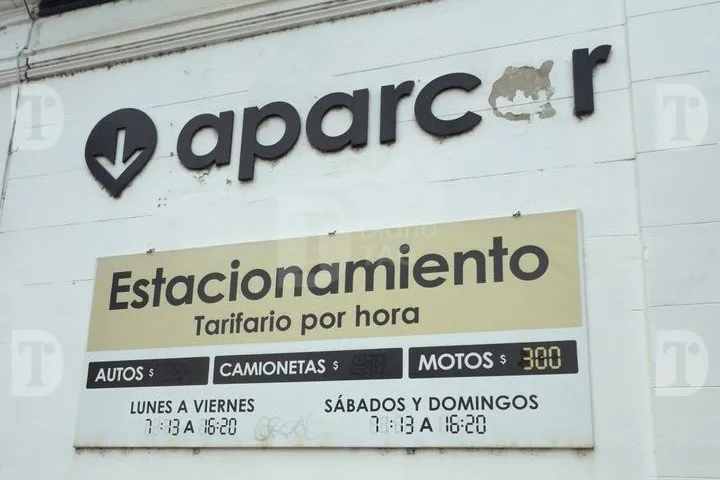 aparc r
Estacionamiento
Tarifario por hora
AUTOS $ CAMIONETAS $ MOTOS $ 300
LUNES A VIERNES SÁBADOS Y DOMINGOS
7:13 A 16:20 7:13 A 16:20